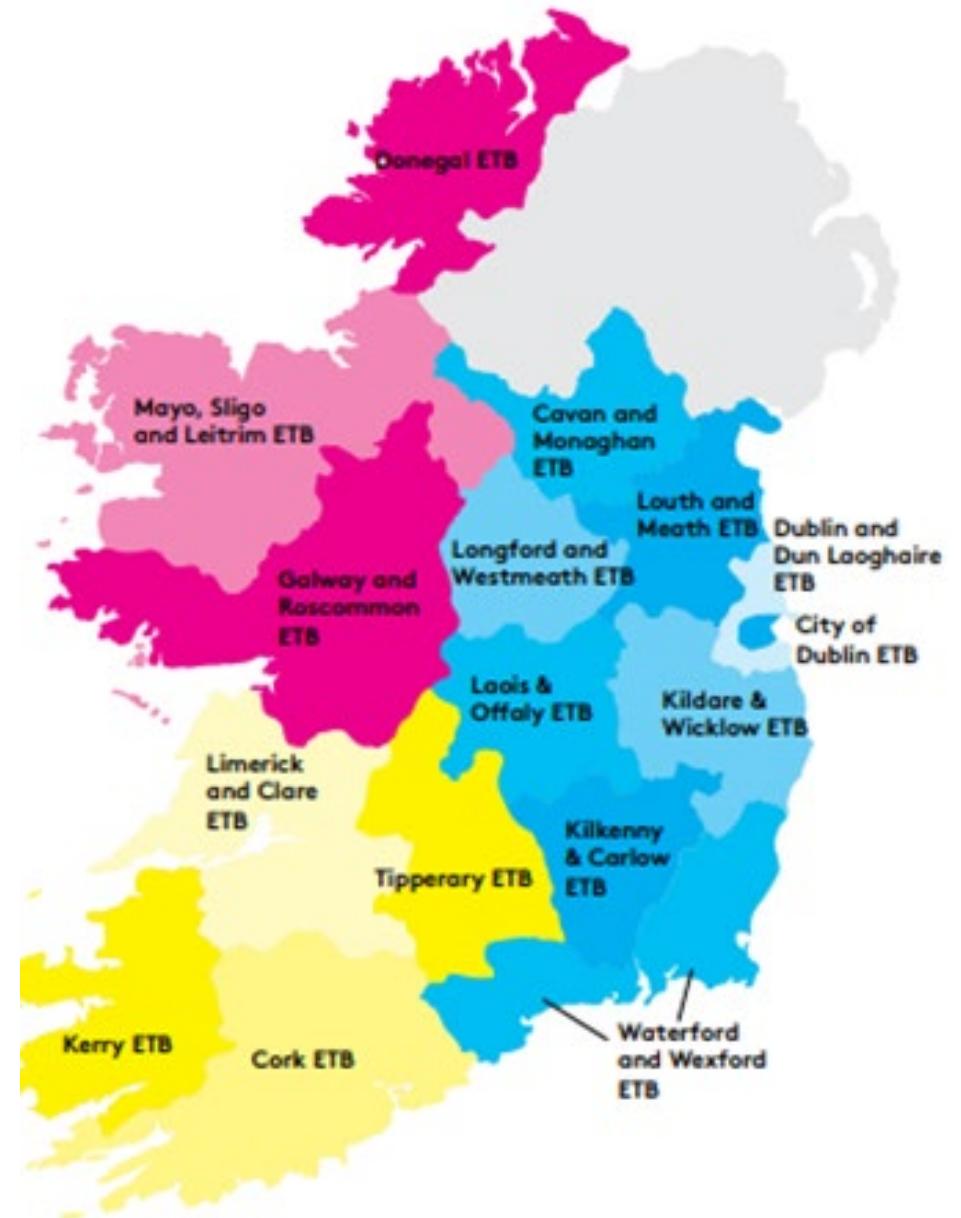 Donegal ETB
Mayo, Sligo
and Leitrim ETB
Cavan and
Monaghan
ETB
Louth and
Meath ETB
Dublin and
Dun Laoghaire
ETB
Longford and
Westmeath ETB
Galway and
Roscommon
ETB
City of
Dublin ETB
Laois &
Offaly ETB
Kildare &
Wicklow ETB
Limerick
and Clare
ETB
Kilkenny
& Carlow
ETB
Tipperary ETB
Kerry ETB
Cork ETB
Waterford
and Wexford
ETB